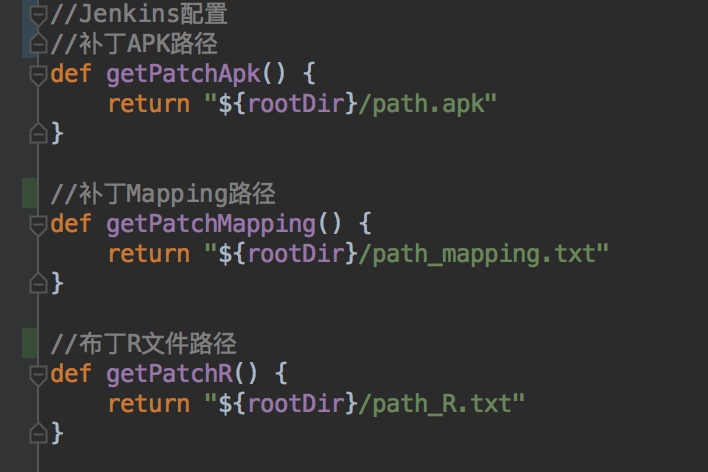 //Jenkins配置
//补丁APK路径
def getPatchApk() {
    return "${rootDir}/path.apk"
}
//补丁Mapping路径
def getPatchMapping() {
    return "${rootDir}/path_mapping.txt"
}
//布丁R文件路径
def getPatchR() {
    return "${rootDir}/path_R.txt"
}